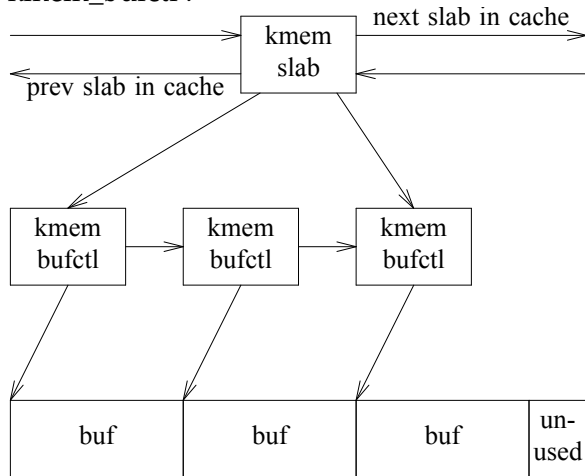 next slab in cache
kmem
slab
prev slab in cache
kmem
bufctl
kmem
bufctl
kmem
bufctl
buf
buf
buf
un-
used